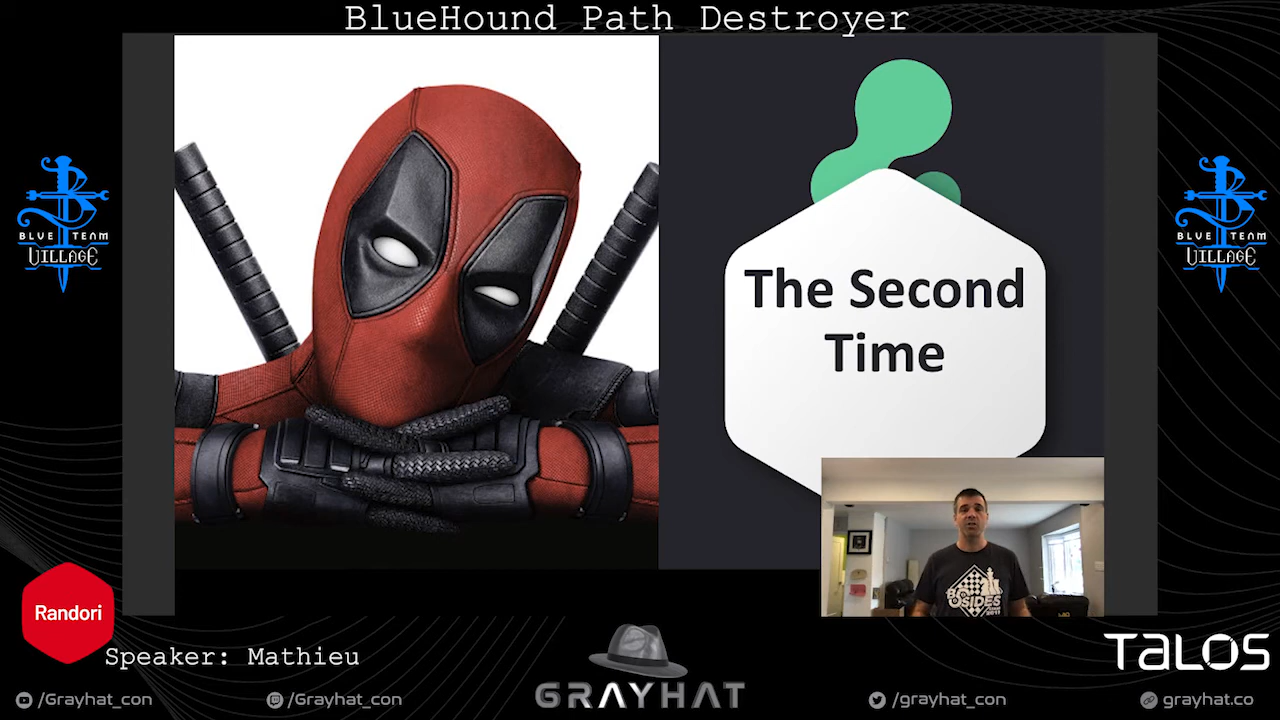 BlueHound Path Destroyer
BLUE TEAM
VILLAGE
BLUE TEAM
VILLAGE
The Second
Time
BSIDES
Randori
Speaker: Mathieu
GRAYHAT
TALOS
/Grayhat_con
/Grayhat_con
/grayhat_con
grayhat.co